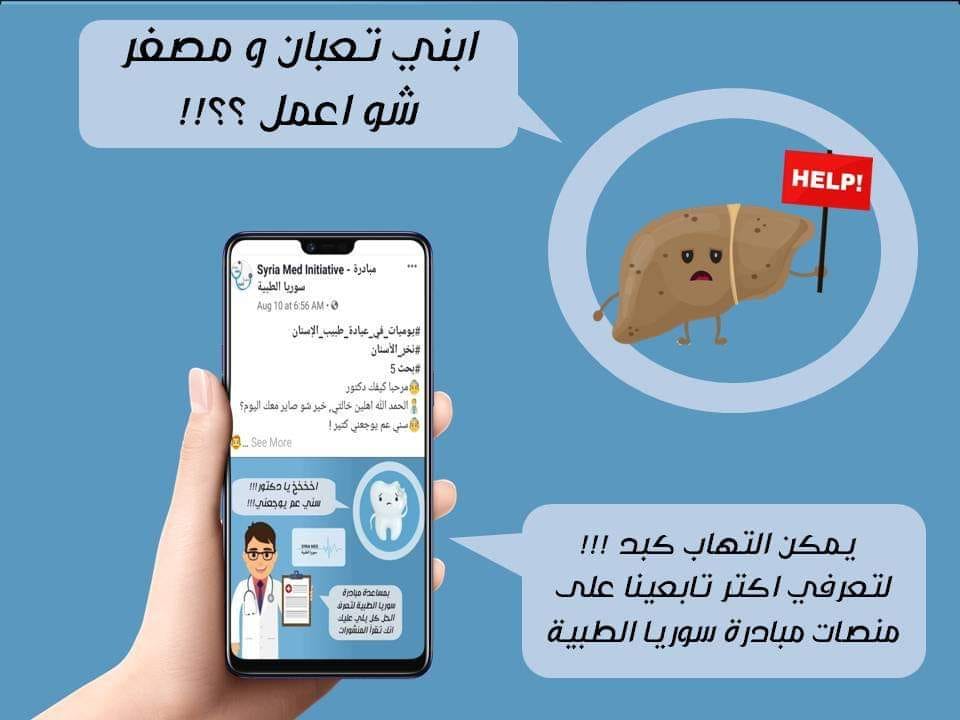 ابني تعبان و مصفر
شو اعمل ؟؟!!
HELP!
Syria Med Initiative - مبادرة
سوريا الطبية
Aug 10 at 6:56 AM
#يوميات_في_عيادة_طبيب_الإسنان
#نخر_الأسنان
#بحث 5
مرحبا كيفك دكتور
الحمد الله اهلين خالتي, خير شو صاير معك اليوم؟
سني عم يوجعني كتير !
... See More
اخخخخ يا دكتور!!!
سني عم يوجعني!!!
SYRIA MED
سوريا الطبية
بمساعدة مبادرة
سوريا الطبية لتعرف
الحل كل يلي عليك
انك تقرأ المنشورات
يمكن التهاب كبد !!!
لتعرفي اكتر تابعينا على
منصات مبادرة سوريا الطبية